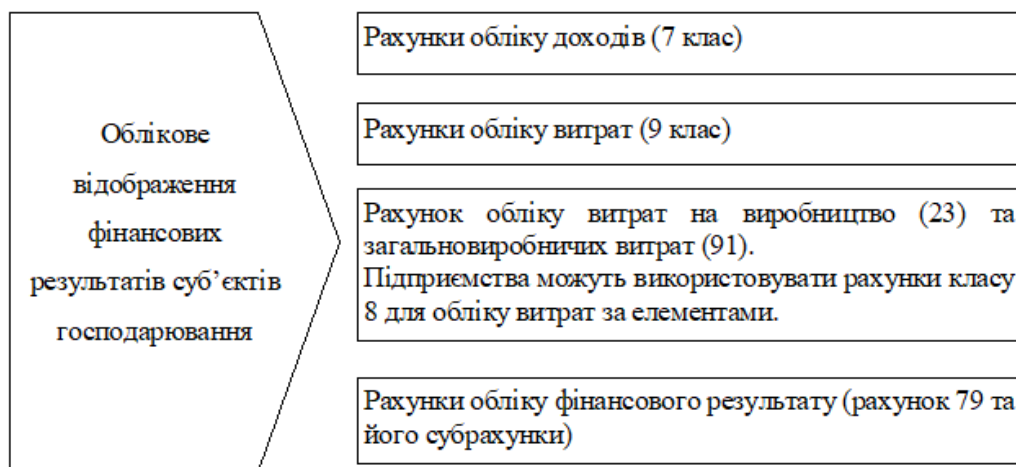 Облікове
відображення
фінансових
результатів суб’єктів
господарювання
Рахунки обліку доходів (7 клас)
Рахунки обліку витрат (9 клас)
Рахунок обліку витрат на виробництво (23) та
загальновиробничих витрат (91).
Підприємства можуть використовувати рахунки класу
8 для обліку витрат за елементами.
Рахунки обліку фінансового результату (рахунок 79 та
його субрахунки)